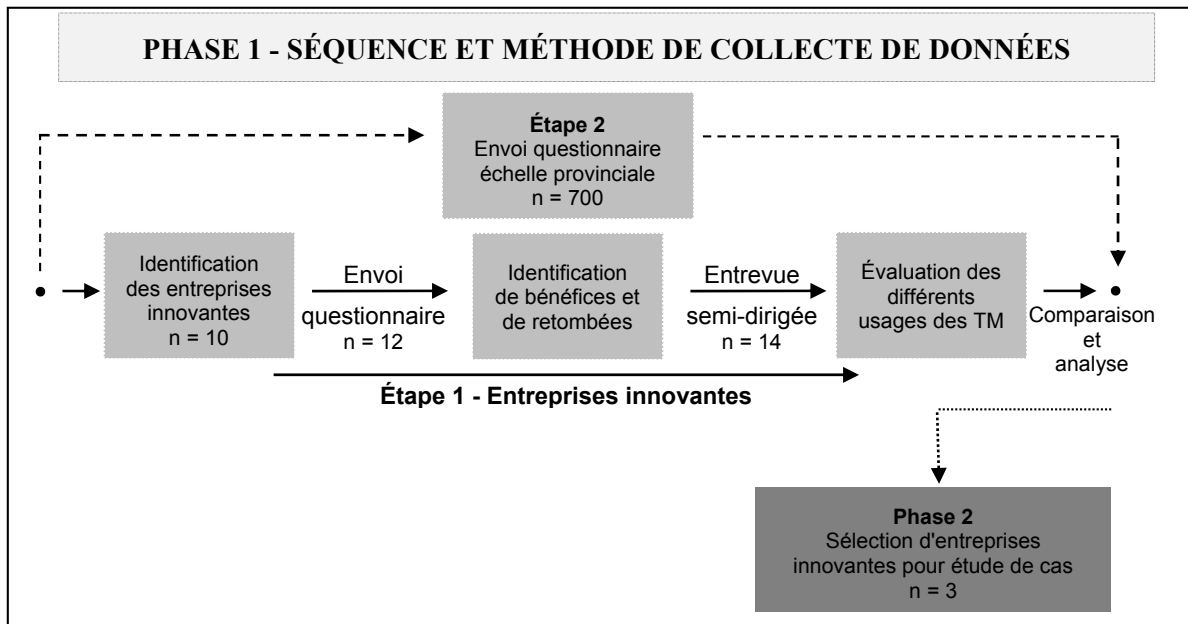 PHASE 1 - SÉQUENCE ET MÉTHODE DE COLLECTE DE DONNÉES
Étape 2
Envoi questionnaire
échelle provinciale
n = 700
Identification
des entreprises
innovantes
n = 10
Envoi
questionnaire
n = 12
Identification
de bénéfices et
de retombées
Entrevue
semi-dirigée
n = 14
Évaluation des
différents
usages des TM
Comparaison
et
analyse
Étape 1 - Entreprises innovantes
Phase 2
Sélection d'entreprises
innovantes pour étude de cas
n = 3